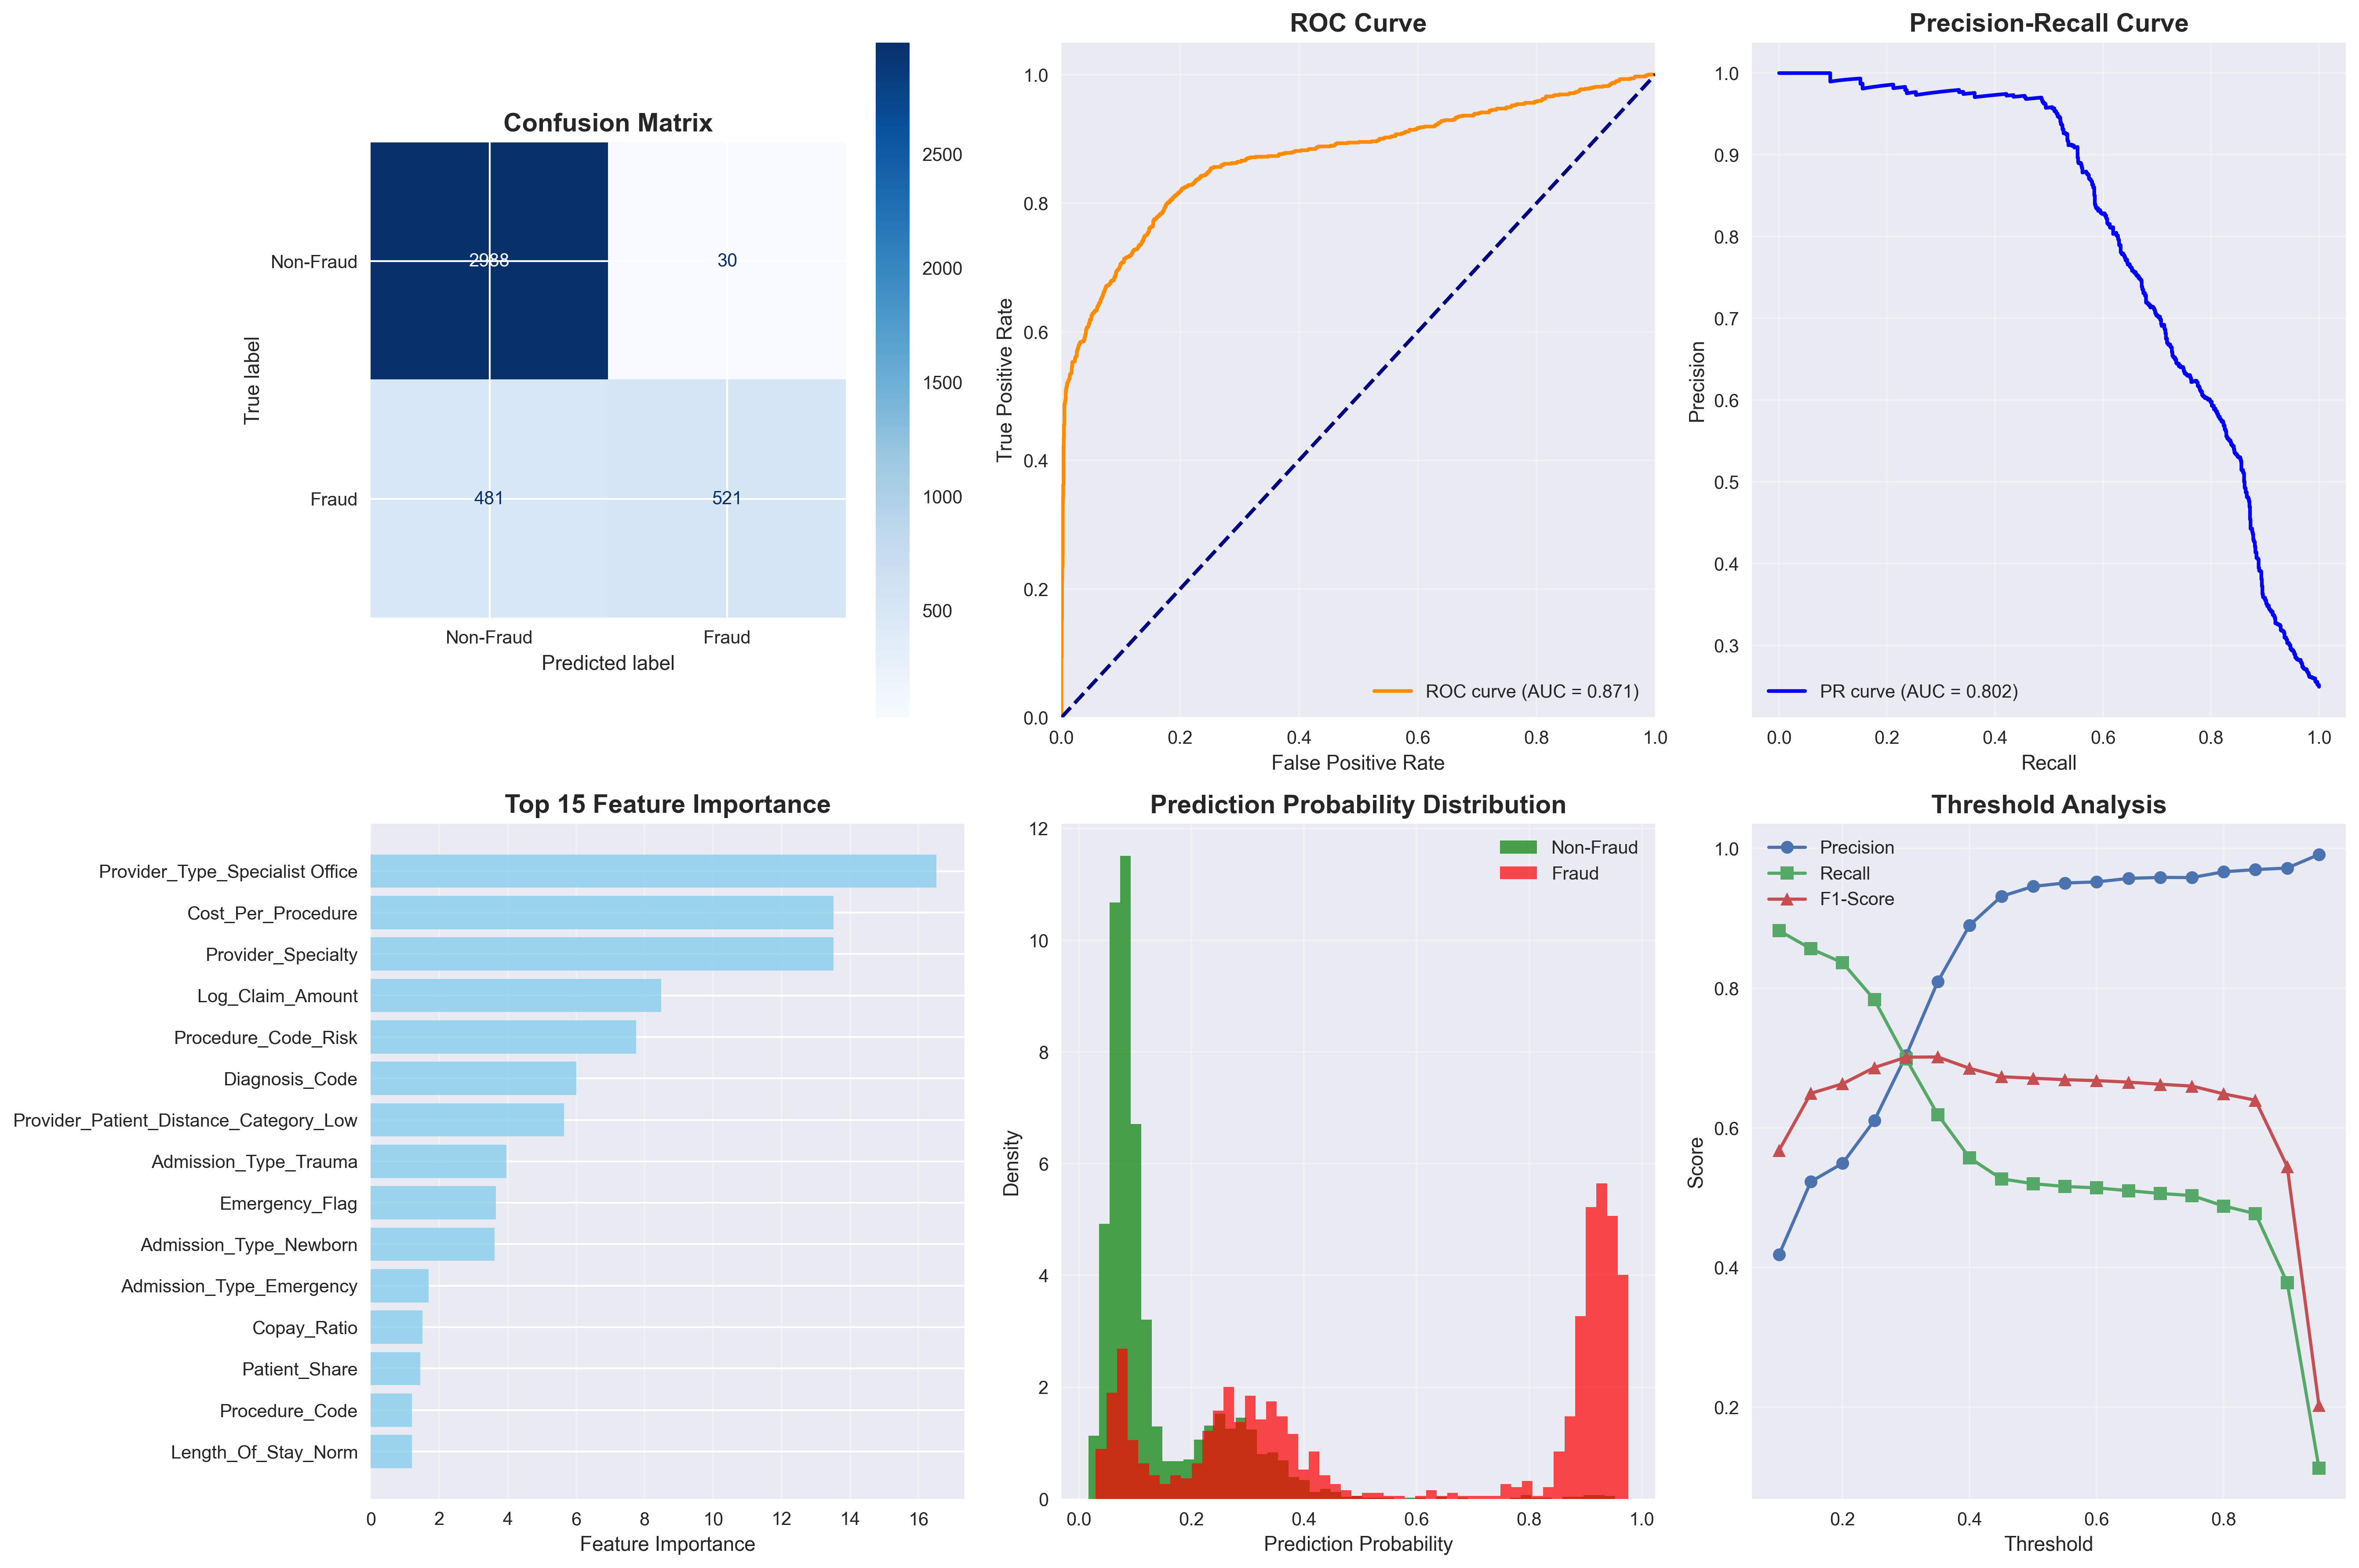 Confusion Matrix
Non-Fraud
Fraud
True label
2988
30
481
521
Non-Fraud
Fraud
Predicted label
2500
2000
1500
1000
500
ROC Curve
1.0
0.8
0.6
0.4
0.2
0.0
True Positive Rate
ROC curve (AUC = 0.871)
0.0
0.2
0.4
0.6
0.8
1.0
False Positive Rate
Precision-Recall Curve
1.0
0.9
0.8
0.7
0.6
0.5
0.4
0.3
Precision
PR curve (AUC = 0.802)
0.0
0.2
0.4
0.6
0.8
1.0
Recall
Top 15 Feature Importance
Provider_Type_Specialist Office
Cost_Per_Procedure
Provider_Specialty
Log_Claim_Amount
Procedure_Code_Risk
Diagnosis_Code
Provider_Patient_Distance_Category_Low
Admission_Type_Trauma
Emergency_Flag
Admission_Type_Newborn
Admission_Type_Emergency
Copay_Ratio
Patient_Share
Procedure_Code
Length_Of_Stay_Norm
0
2
4
6
8
10
12
14
16
Feature Importance
Prediction Probability Distribution
12
10
8
6
4
2
0
Density
Non-Fraud
Fraud
0.0
0.2
0.4
0.6
0.8
1.0
Prediction Probability
Threshold Analysis
1.0
0.8
0.6
0.4
0.2
Score
Precision
Recall
F1-Score
0.2
0.4
0.6
0.8
Threshold